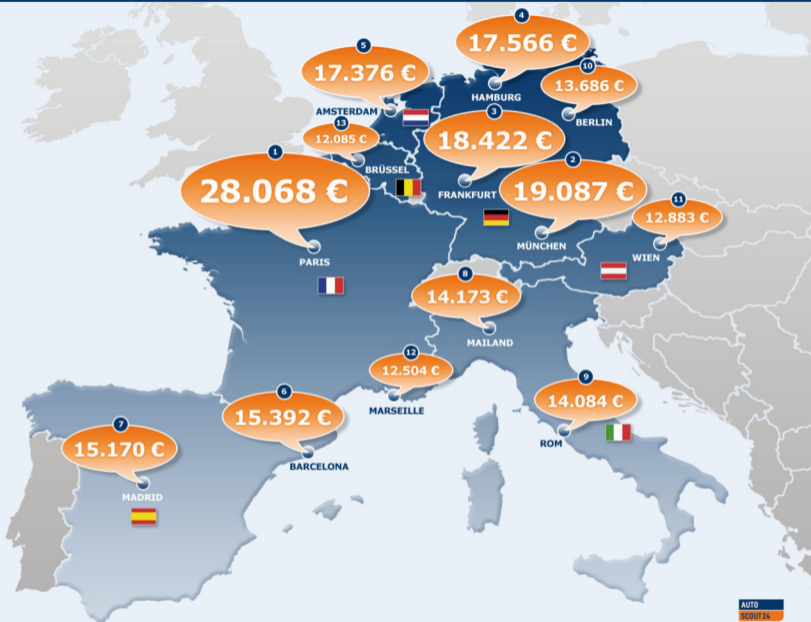 4
17.566 €
HAMBURG
5
17.376 €
AMSTERDAM
10
13.686 €
BERLIN
13
12.085 €
BRÜSSEL
3
18.422 €
FRANKFURT
1
28.068 €
PARIS
2
19.087 €
MÜNCHEN
11
12.883 €
WIEN
8
14.173 €
MAILAND
12
12.504 €
MARSEILLE
9
14.084 €
ROM
6
15.392 €
BARCELONA
7
15.170 €
MADRID
AUTO
SCOUT 24